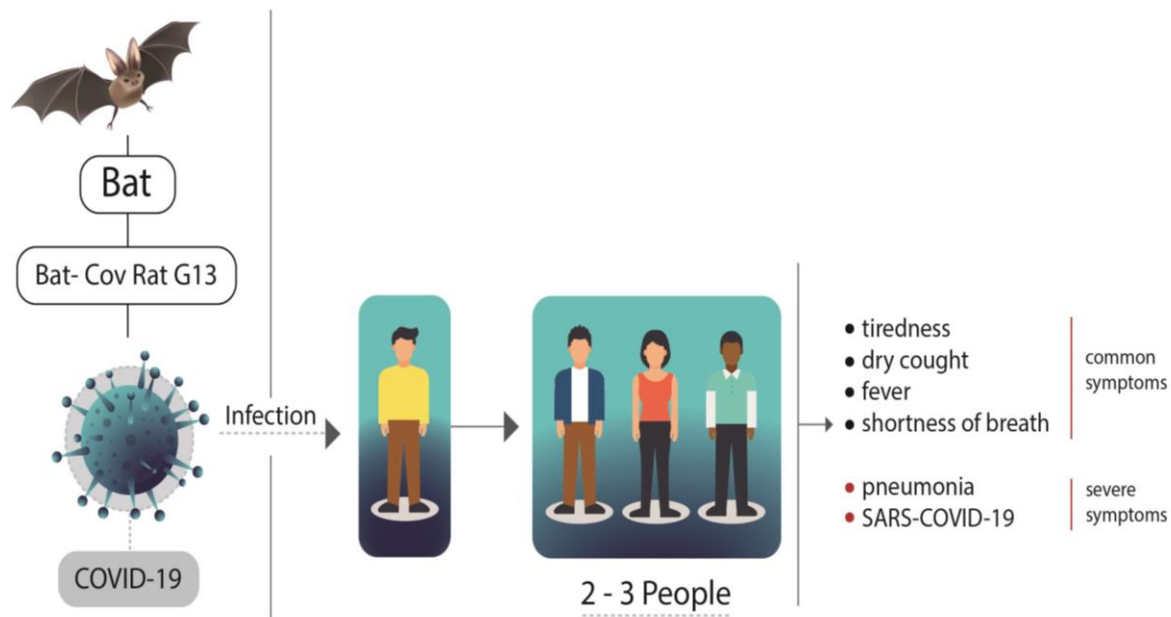 Bat
Bat- Cov Rat G13
COVID-19
Infection
2 - 3 People
• tiredness
• dry cought
• fever
• shortness of breath
common
symptoms
• pneumonia
• SARS-COVID-19
severe
symptoms